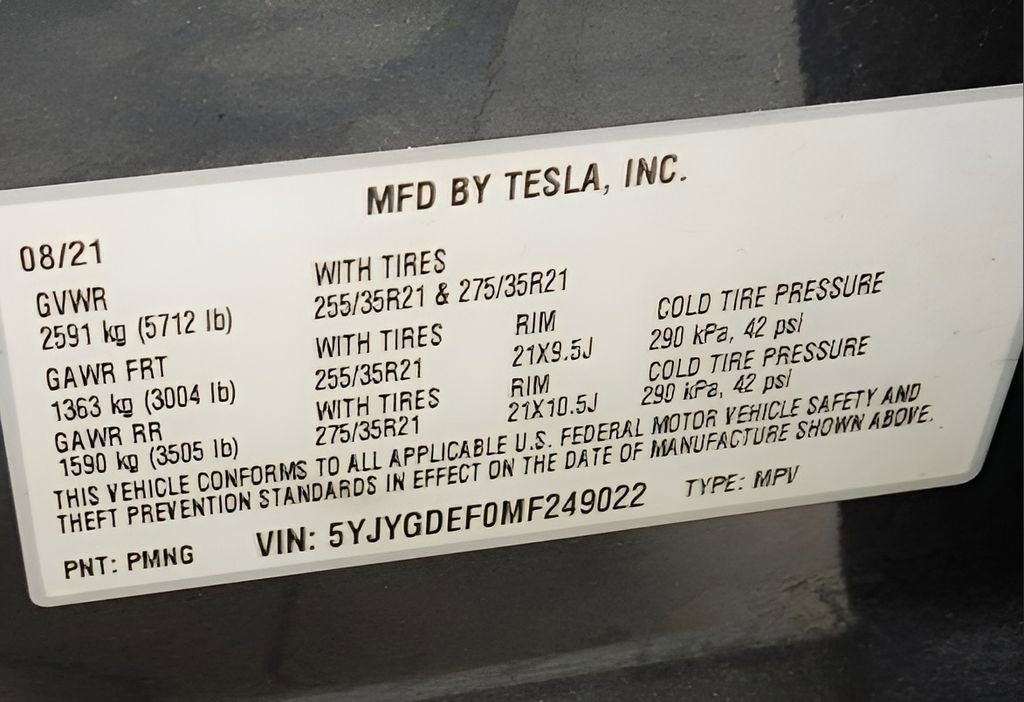 MFD BY TESLA, INC.
08/21
GVWR
2591 kg (5712 lb)
WITH TIRES
255/35R21 & 275/35R21
GAWR FRT
1363 kg (3004 lb)
WITH TIRES
255/35R21
RIM
21X9.5J
COLD TIRE PRESSURE
290 kPa, 42 psi
GAWR RR
1590 kg (3505 lb)
WITH TIRES
275/35R21
RIM
21X10.5J
COLD TIRE PRESSURE
290 kPa, 42 psi
THIS VEHICLE CONFORMS TO ALL APPLICABLE U.S. FEDERAL MOTOR VEHICLE SAFETY AND
THEFT PREVENTION STANDARDS IN EFFECT ON THE DATE OF MANUFACTURE SHOWN ABOVE.
PNT: PMNG
VIN: 5YJYGDEF0MF249022
TYPE: MPV